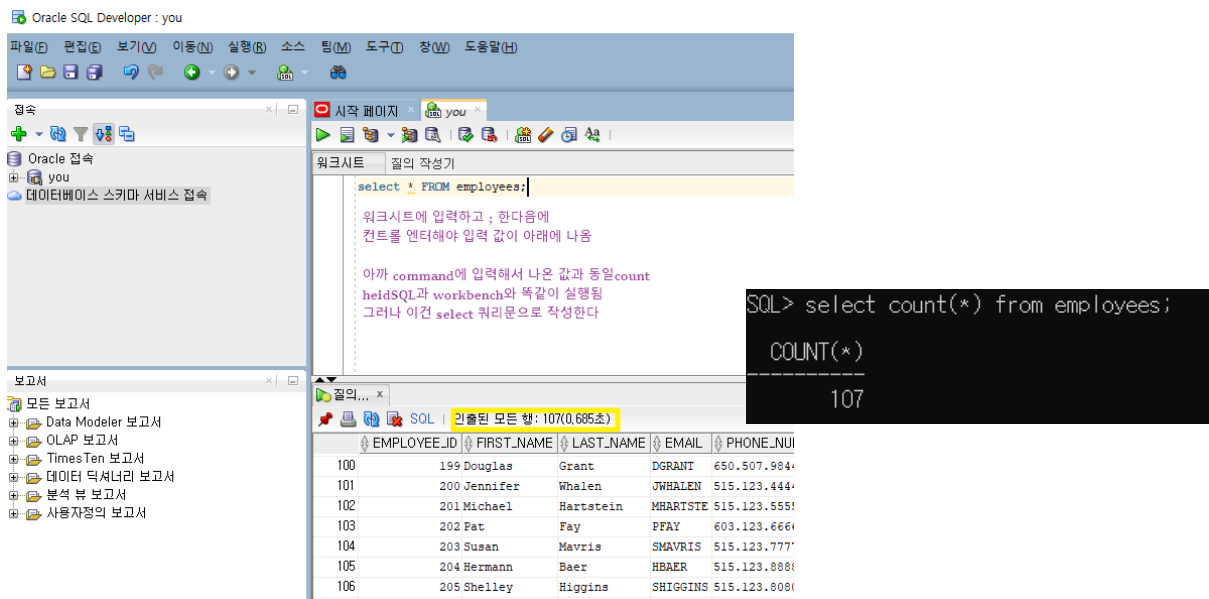 Oracle SQL Developer : you
파일(F) 편집(E) 보기(V) 이동(N) 실행(R) 소스 팀(M) 도구(T) 창(W) 도움말(H)
접속
Oracle 접속
you
데이터베이스 스키마 서비스 접속
시작 페이지
you
워크시트 질의 작성기
select * FROM employees;
워크시트에 입력하고 ; 한다음에
컨트롤 엔터해야 입력 값이 아래에 나옴
아까 command에 입력해서 나온 값과 동일count
heidSQL과 workbench와 똑같이 실행됨
그러나 이건 select 쿼리문으로 작성한다
SQL> select count(*) from employees;
COUNT(*)
----------
107
보고서
모든 보고서
Data Modeler 보고서
OLAP 보고서
TimesTen 보고서
데이터 딕셔너리 보고서
분석 뷰 보고서
사용자정의 보고서
질의...
SQL 인출된 모든 행: 107(0,685초)
EMPLOYEE_ID FIRST_NAME LAST_NAME EMAIL PHONE_NU
100 199 Douglas Grant DGRANT 650.507.984
101 200 Jennifer Whalen JWHALEN 515.123.444
102 201 Michael Hartstein MHARTSTE 515.123.555
103 202 Pat Fay PFAY 603.123.666
104 203 Susan Mavris SMAVRIS 515.123.777
105 204 Hermann Baer HBAER 515.123.888
106 205 Shelley Higgins SHIGGINS 515.123.808